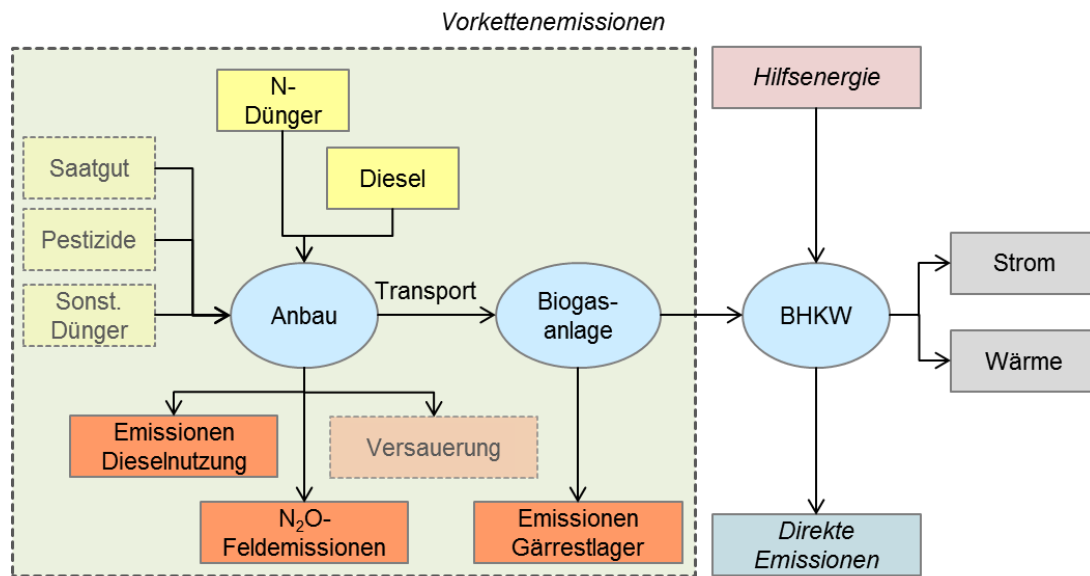 Vorkettenemissionen
N-
Dünger
Hilfsenergie
Saatgut
Diesel
Pestizide
Sonst.
Dünger
Anbau
Transport
Biogas-
anlage
BHKW
Strom
Wärme
Emissionen
Dieselnutzung
Versauerung
N₂O-
Feldemissionen
Emissionen
Gärrestlager
Direkte
Emissionen